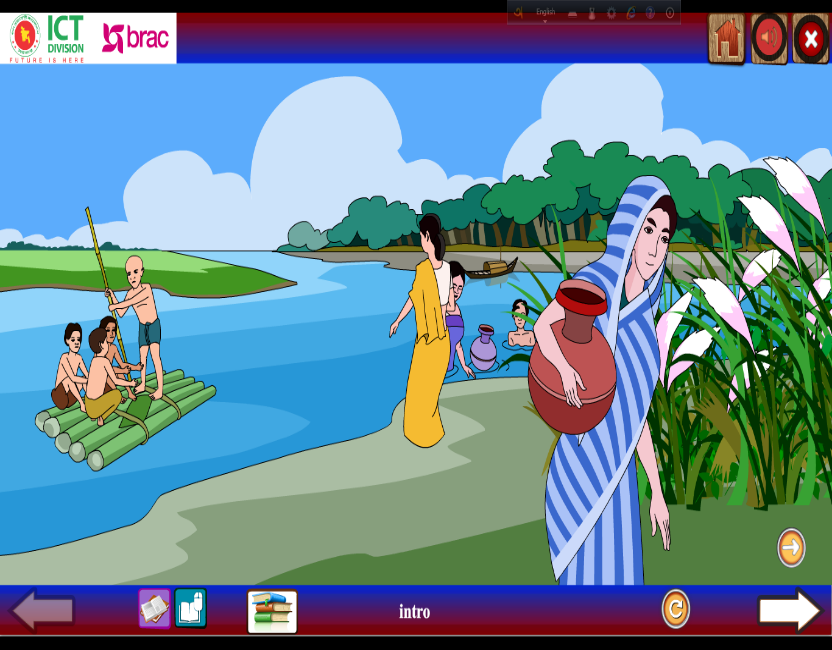 অ English
ICT
DIVISION
FUTURE IS HERE
brac
intro